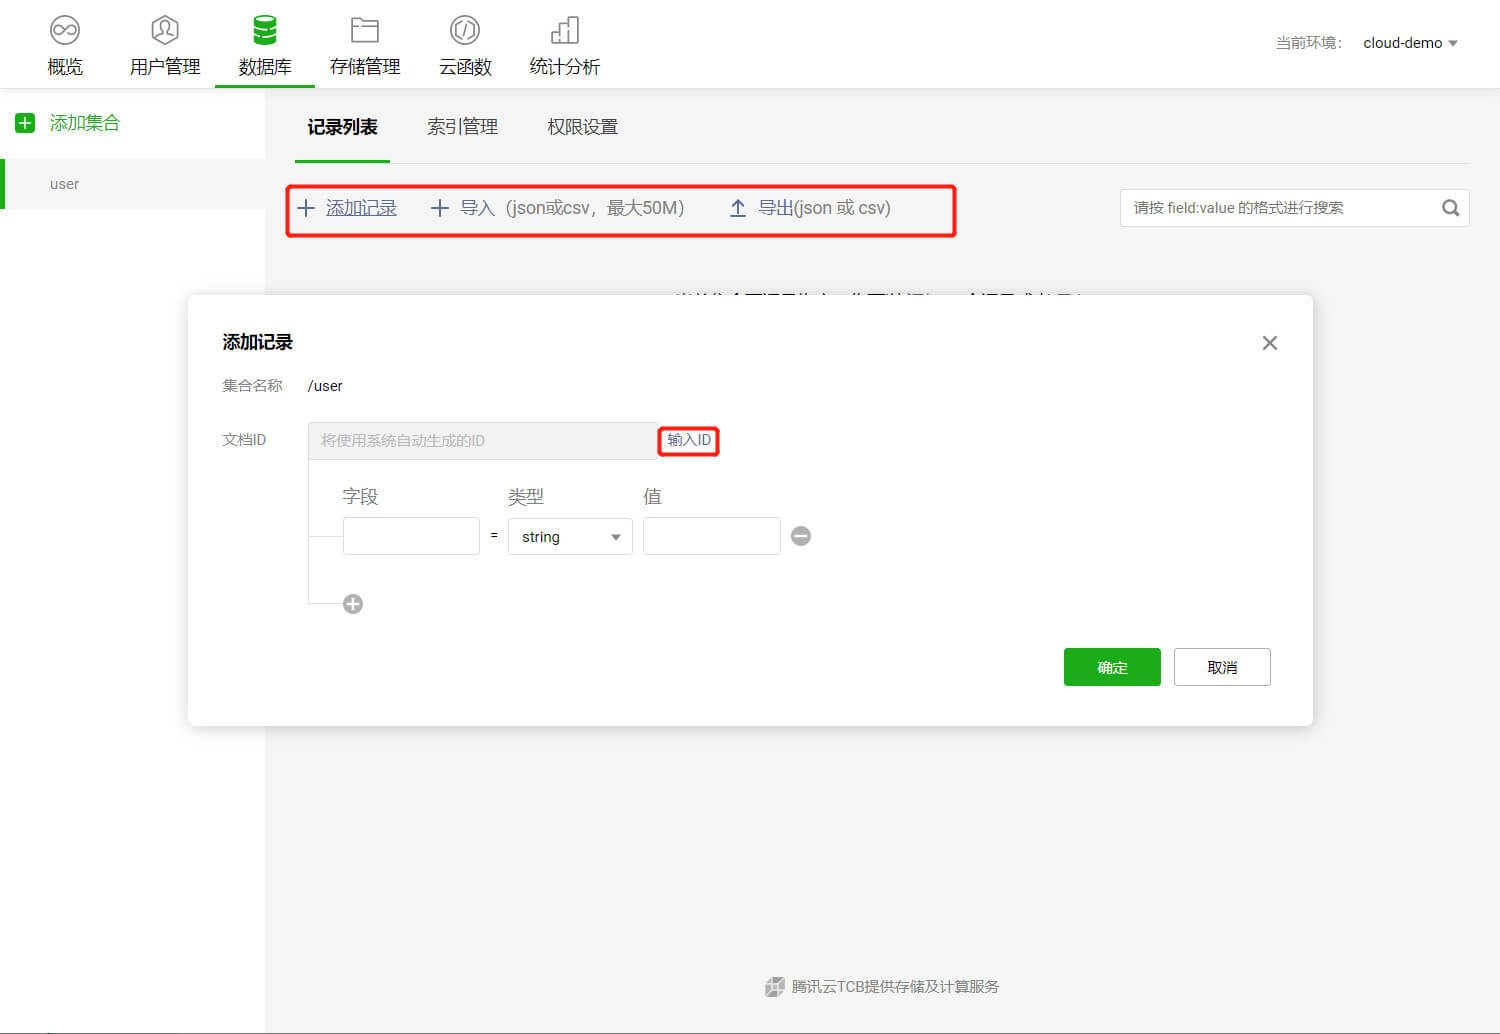 概览
用户管理
数据库
存储管理
云函数
统计分析
当前环境：
cloud-demo
添加集合
user
记录列表
索引管理
权限设置
添加记录
导入（json或csv，最大50M）
导出(json 或 csv)
请按 field:value 的格式进行搜索
添加记录
集合名称
/user
文档ID
将使用系统自动生成的ID
输入ID
字段
类型
值
=
string
确定
取消
腾讯云TCB提供存储及计算服务